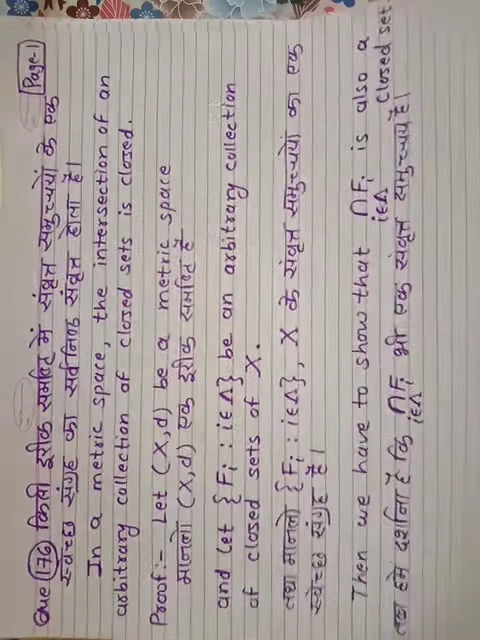 Que 176 किसी दूरीक समष्टि में संवृत्त समुच्चयों के एक Page-1
स्वेच्छ संग्रह का सर्वनिष्ठ संवृत्त होता है।
In a metric space, the intersection of an
arbitrary collection of closed sets is closed.
Proof:- Let (X,d) be a metric space
मानलो (X,d) एक दूरीक समष्टि है
and let {Fi : i∈Δ} be an arbitrary collection
of closed sets of X.
तथा मानलो {Fi : i∈Δ}, X के संवृत्त समुच्चयों का एक
स्वेच्छ संग्रह है।
Then we have to show that ∩Fi is also a
i∈Δ closed set
तब हमें दर्शाना है कि ∩Fi भी एक संवृत्त समुच्चय है।
i∈Δ